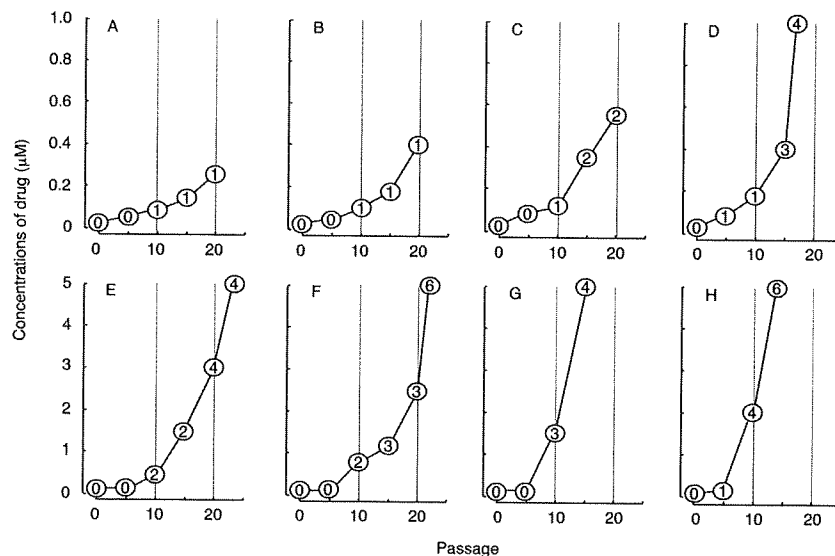 Concentrations of drug (µM)
A
B
C
D
1.0
0.8
0.6
0.4
0.2
0
0 0 1 1 1
0 0 1 1 1
0 0 1 2 2
0 1 1 3 4
0 10 20
0 10 20
0 10 20
0 10 20
E
F
G
H
5
4
3
2
1
0
0 0 2 2 4 4
0 0 2 3 3 6
0 0 3 4
0 1 4 6
0 10 20
0 10 20
0 10 20
0 10 20
Passage